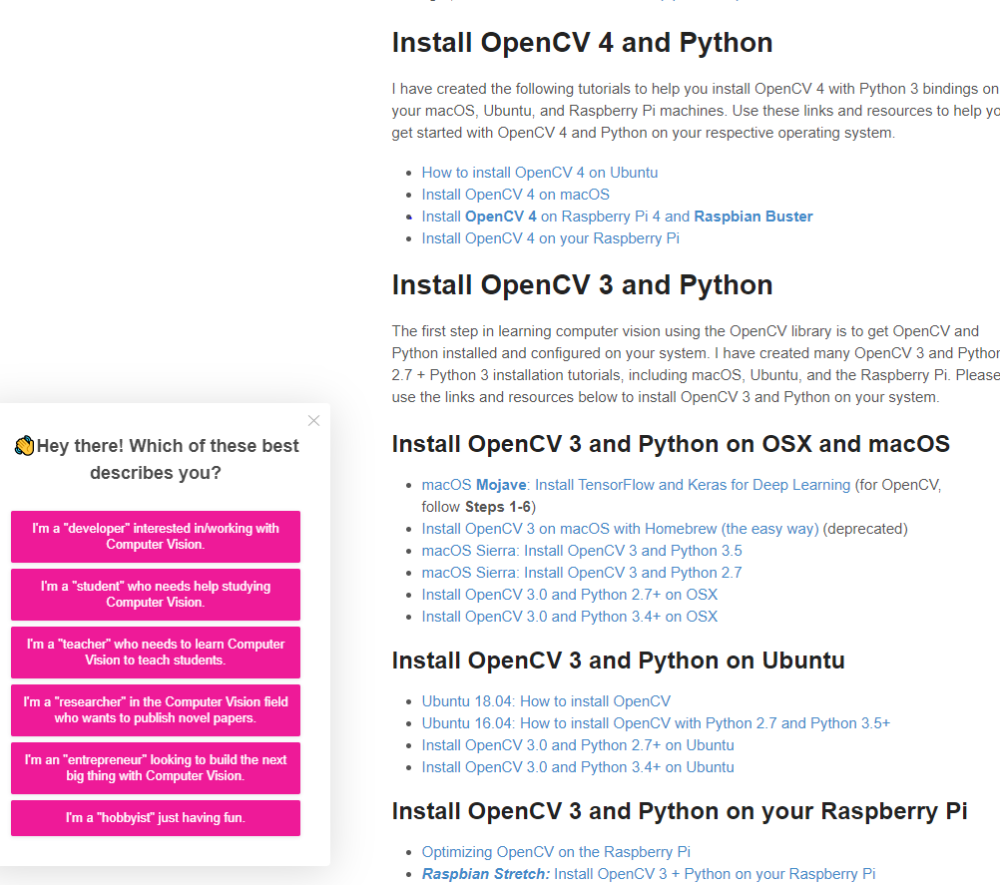 Install OpenCV 4 and Python
I have created the following tutorials to help you install OpenCV 4 with Python 3 bindings on
your macOS, Ubuntu, and Raspberry Pi machines. Use these links and resources to help yo
get started with OpenCV 4 and Python on your respective operating system.
How to install OpenCV 4 on Ubuntu
Install OpenCV 4 on macOS
Install OpenCV 4 on Raspberry Pi 4 and Raspbian Buster
Install OpenCV 4 on your Raspberry Pi
Install OpenCV 3 and Python
The first step in learning computer vision using the OpenCV library is to get OpenCV and
Python installed and configured on your system. I have created many OpenCV 3 and Python
2.7 + Python 3 installation tutorials, including macOS, Ubuntu, and the Raspberry Pi. Please
use the links and resources below to install OpenCV 3 and Python on your system.
Install OpenCV 3 and Python on OSX and macOS
macOS Mojave: Install TensorFlow and Keras for Deep Learning (for OpenCV,
follow Steps 1-6)
Install OpenCV 3 on macOS with Homebrew (the easy way) (deprecated)
macOS Sierra: Install OpenCV 3 and Python 3.5
macOS Sierra: Install OpenCV 3 and Python 2.7
Install OpenCV 3.0 and Python 2.7+ on OSX
Install OpenCV 3.0 and Python 3.4+ on OSX
Install OpenCV 3 and Python on Ubuntu
Ubuntu 18.04: How to install OpenCV
Ubuntu 16.04: How to install OpenCV with Python 2.7 and Python 3.5+
Install OpenCV 3.0 and Python 2.7+ on Ubuntu
Install OpenCV 3.0 and Python 3.4+ on Ubuntu
Install OpenCV 3 and Python on your Raspberry Pi
Optimizing OpenCV on the Raspberry Pi
Raspbian Stretch: Install OpenCV 3 + Python on your Raspberry Pi
👋Hey there! Which of these best
describes you?
I'm a "developer" interested in/working with
Computer Vision.
I'm a "student" who needs help studying
Computer Vision.
I'm a "teacher" who needs to learn Computer
Vision to teach students.
I'm a "researcher" in the Computer Vision field
who wants to publish novel papers.
I'm an "entrepreneur" looking to build the next
big thing with Computer Vision.
I'm a "hobbyist" just having fun.